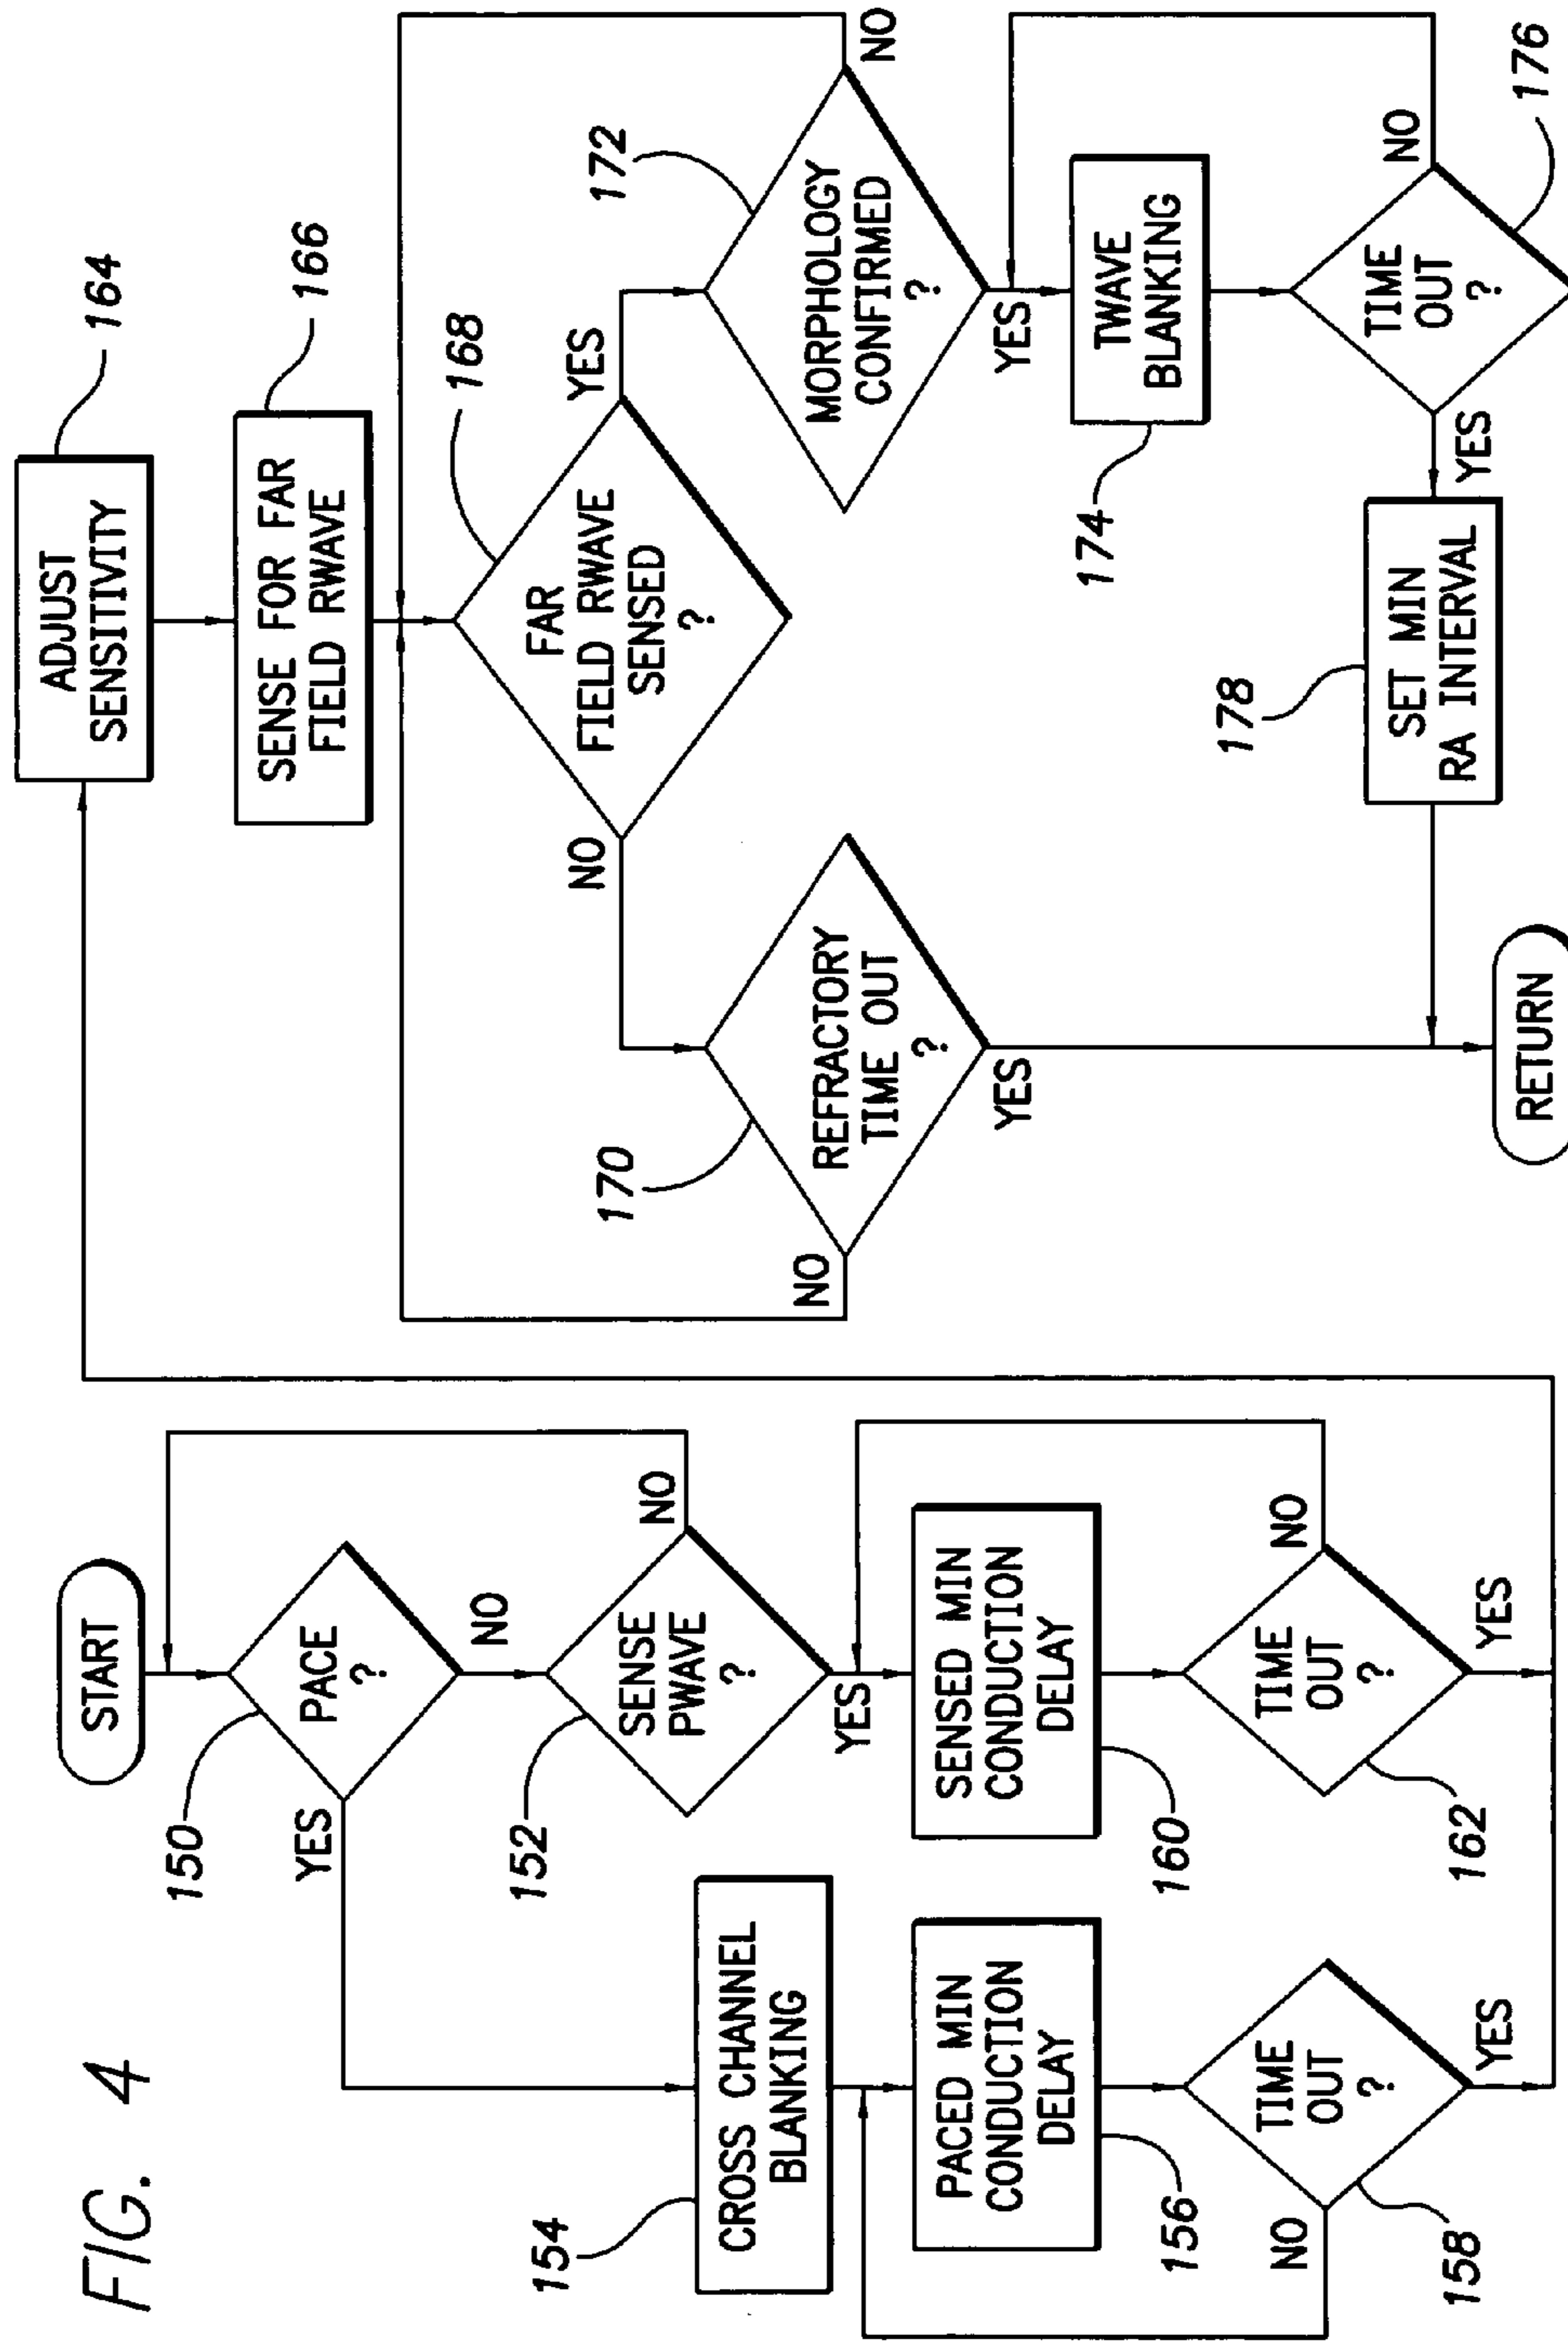 FIG. 4
START
150
PACE
?
YES
NO
152
SENSE
PWAVE
?
NO
YES
154
CROSS CHANNEL
BLANKING
156
PACED MIN
CONDUCTION
DELAY
158
TIME
OUT
?
NO
YES
160
SENSED MIN
CONDUCTION
DELAY
162
TIME
OUT
?
NO
YES
164
ADJUST
SENSITIVITY
166
SENSE FOR FAR
FIELD RWAVE
168
FAR
FIELD RWAVE
SENSED
?
NO
YES
170
REFRACTORY
TIME OUT
?
NO
YES
172
MORPHOLOGY
CONFIRMED
?
NO
YES
174
TWAVE
BLANKING
176
TIME
OUT
?
NO
YES
178
SET MIN
RA INTERVAL
RETURN